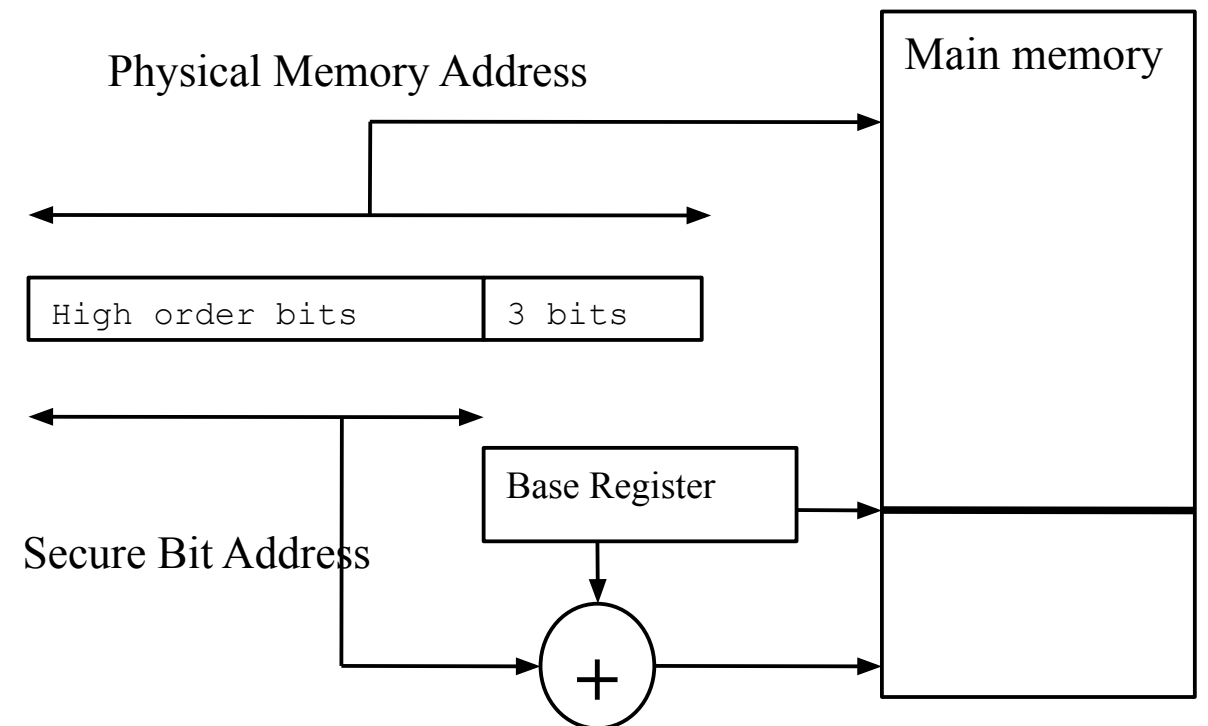 Main memory
Physical Memory Address
High order bits
3 bits
Base Register
Secure Bit Address
+